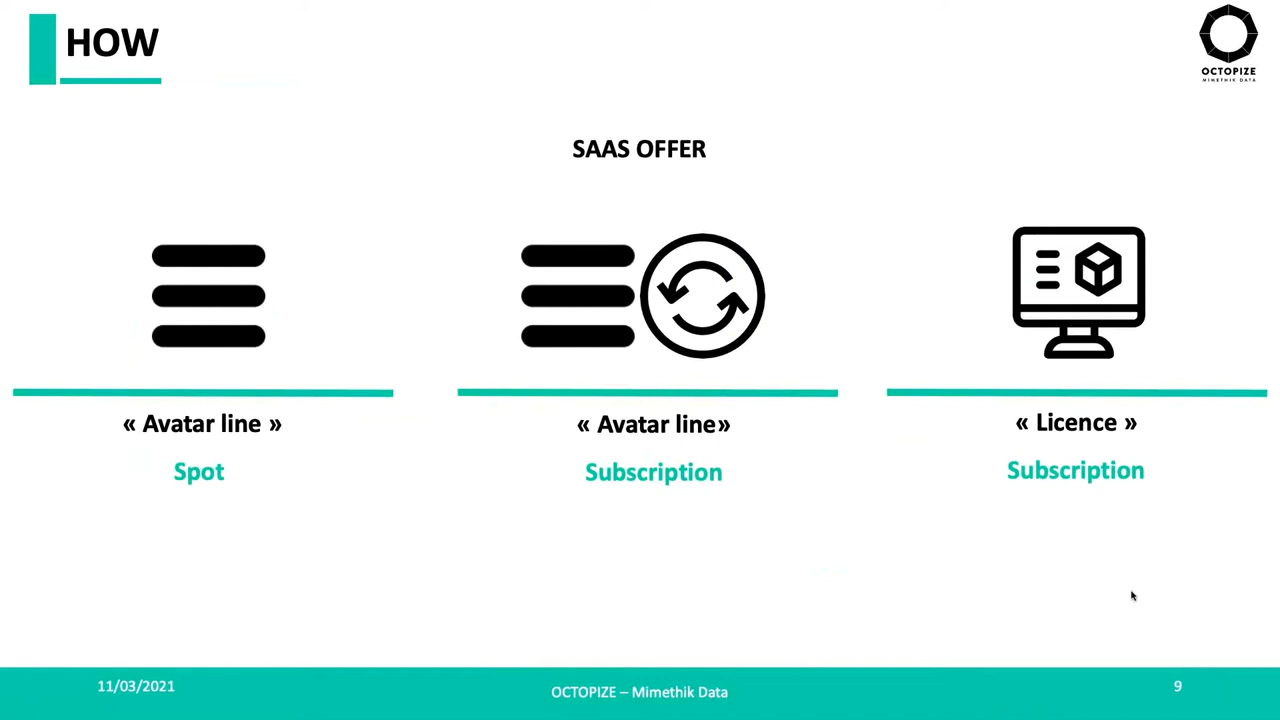 HOW
OCTOPIZE
MIMETHIK DATA
SAAS OFFER
« Avatar line »
Spot
« Avatar line»
Subscription
« Licence »
Subscription
11/03/2021
OCTOPIZE – Mimethik Data
9